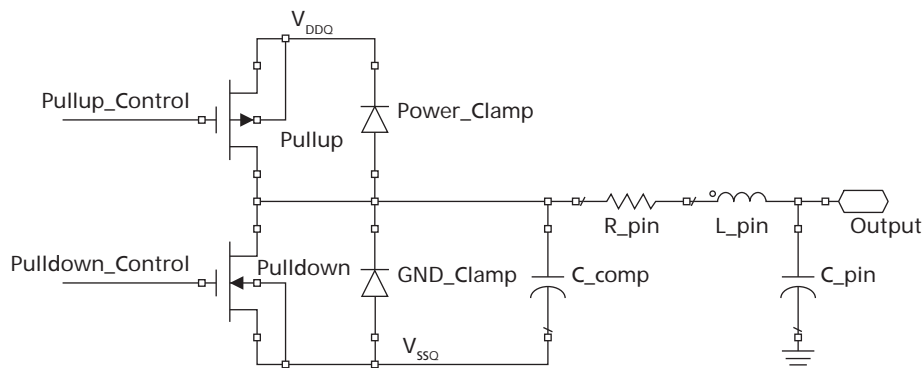 VDDQ
Pullup_Control
Power_Clamp
Pullup
R_pin
L_pin
Output
Pulldown_Control
Pulldown
GND_Clamp
C_comp
C_pin
VSSQ